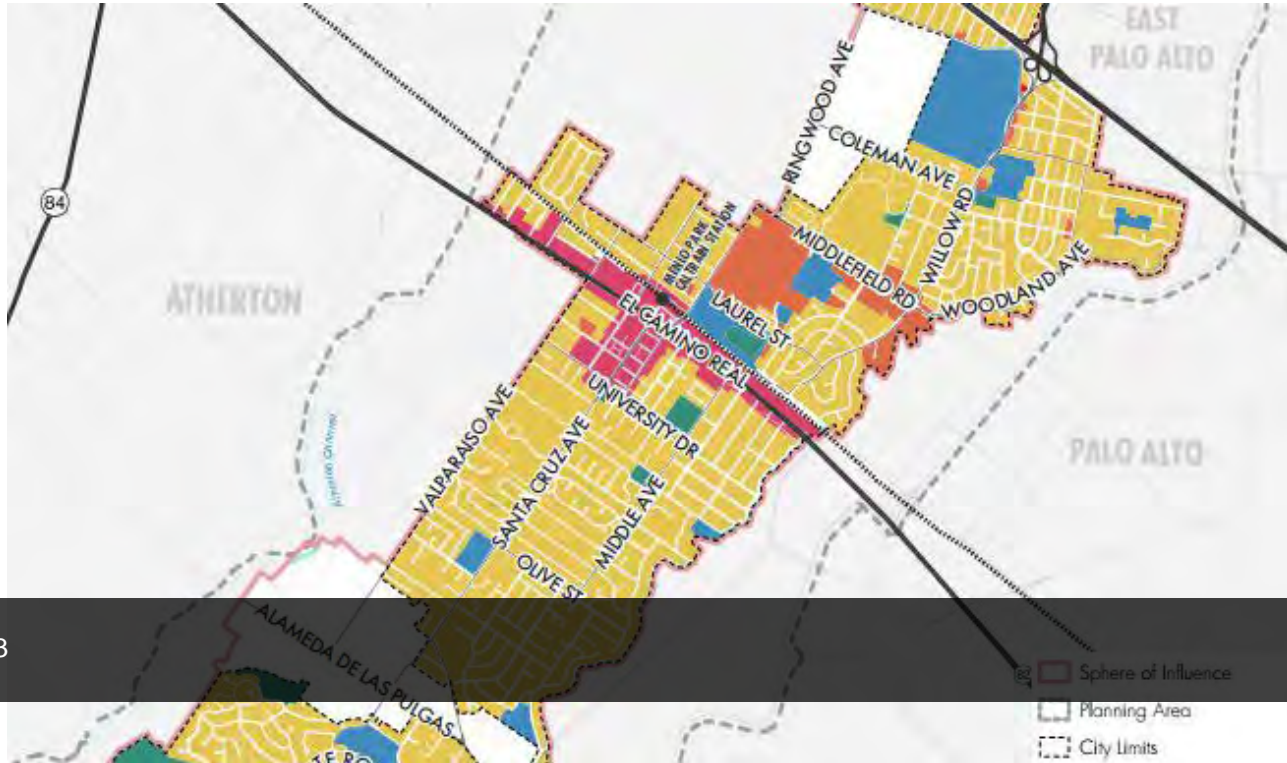 EAST
PALO ALTO
RINGWOOD AVE
COLEMAN AVE
84
MENLO PARK
CALTRAIN STATION
MIDDLEFIELD RD
WILLOW RD
WOODLAND AVE
ATHERTON
LAUREL ST
EL CAMINO REAL
UNIVERSITY DR
VALPARAISO AVE
SANTA CRUZ AVE
MIDDLE AVE
PALO ALTO
OLIVE ST
ALAMEDA DE LAS PULGAS
82
Sphere of Influence
Planning Area
City Limits